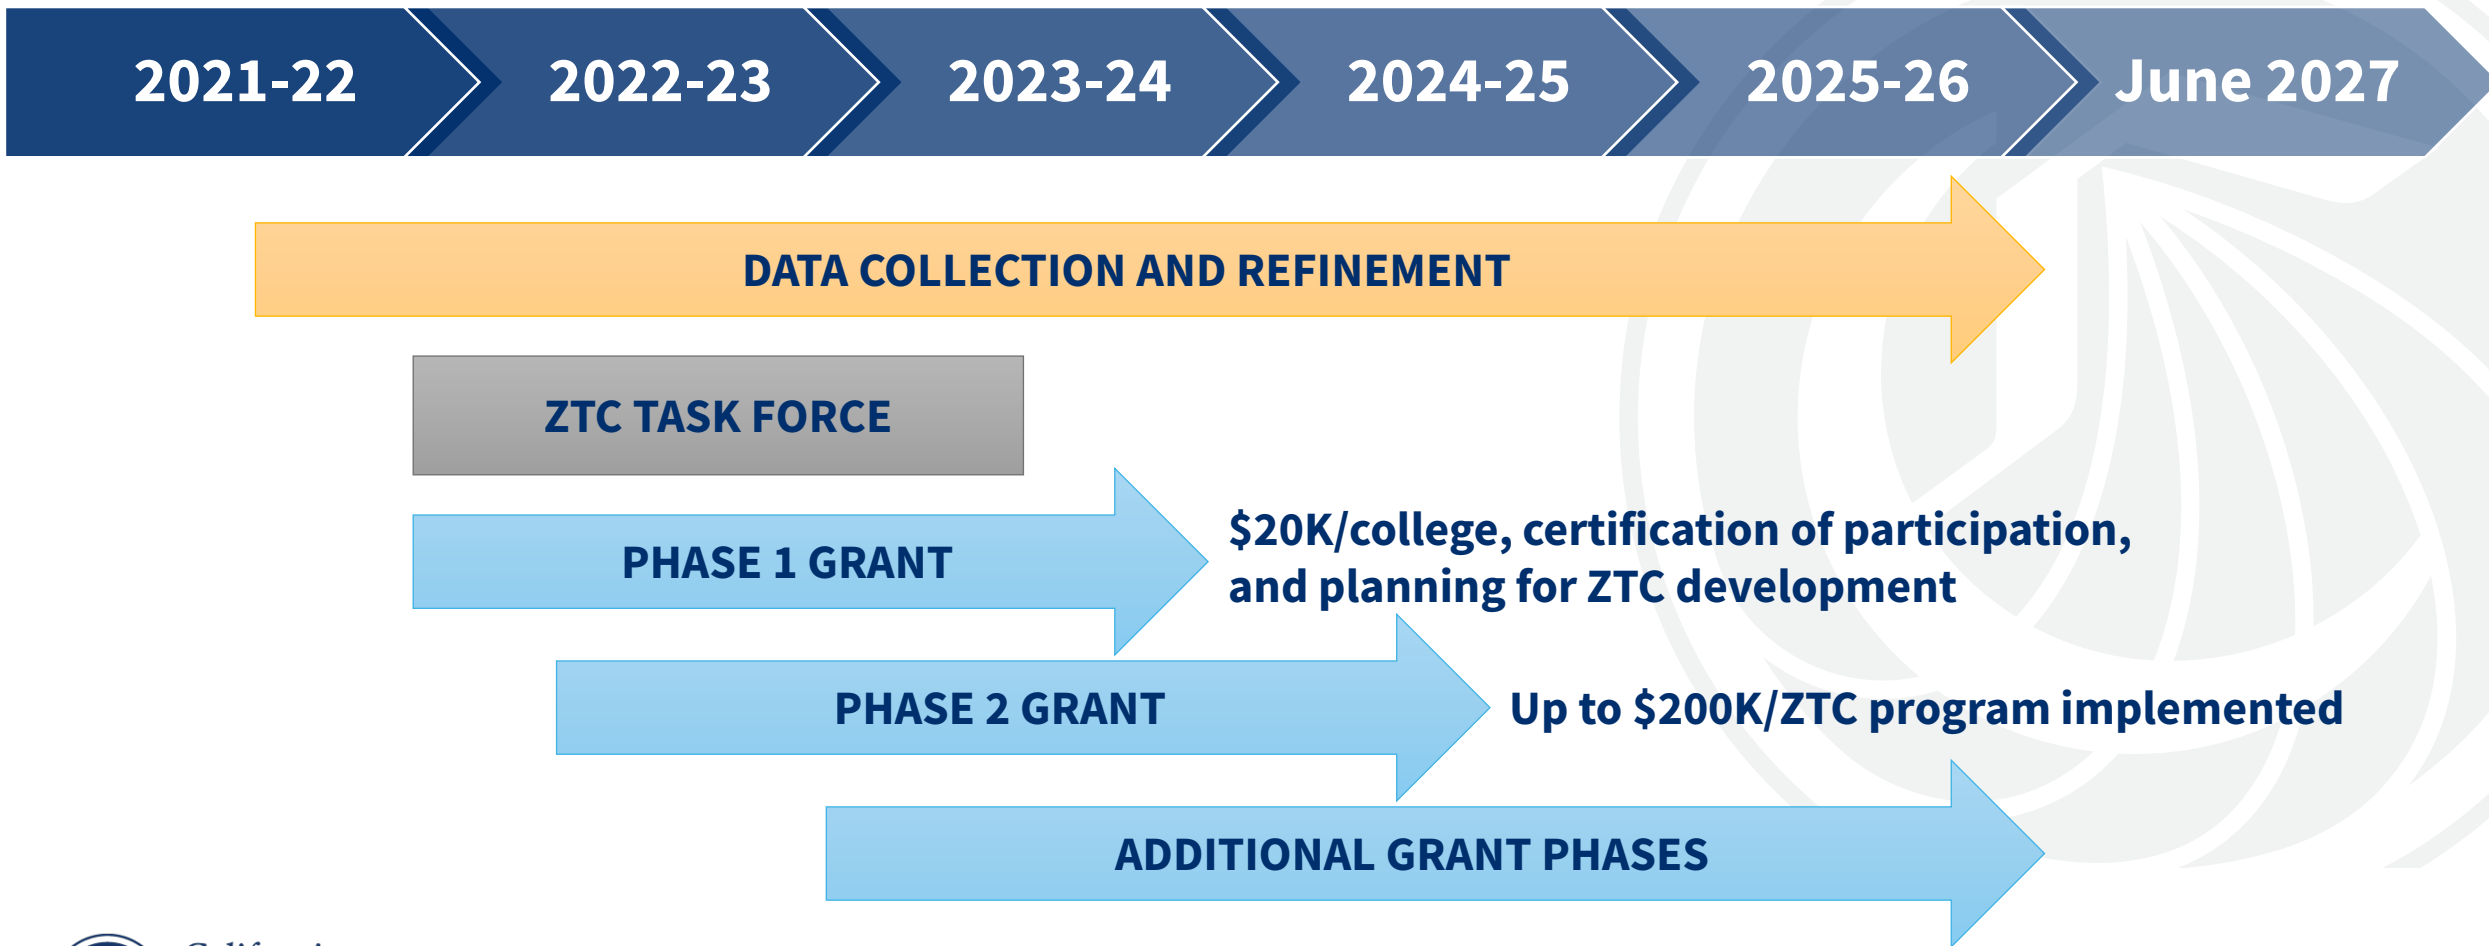 2021-22
2022-23
2023-24
2024-25
2025-26
June 2027
DATA COLLECTION AND REFINEMENT
ZTC TASK FORCE
PHASE 1 GRANT
$20K/college, certification of participation,
and planning for ZTC development
PHASE 2 GRANT
Up to $200K/ZTC program implemented
ADDITIONAL GRANT PHASES